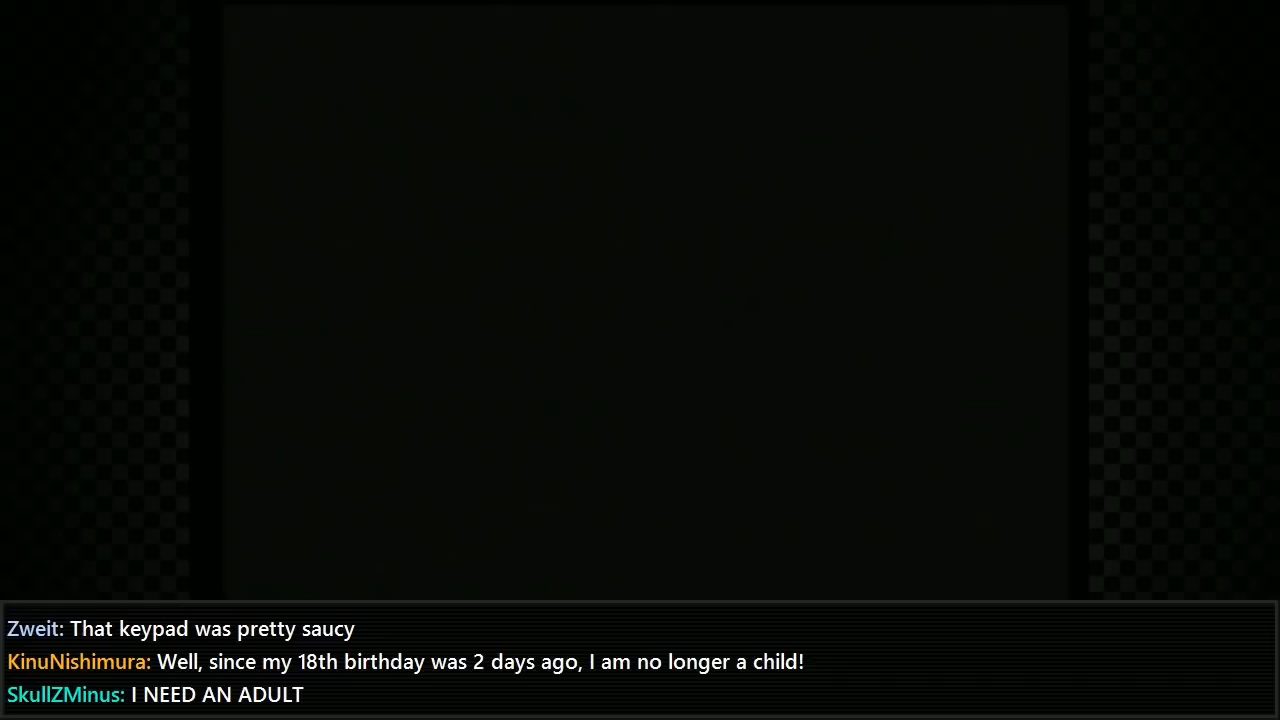 Zweit: That keypad was pretty saucy
KinuNishimura: Well, since my 18th birthday was 2 days ago, I am no longer a child!
SkullZMinus: I NEED AN ADULT